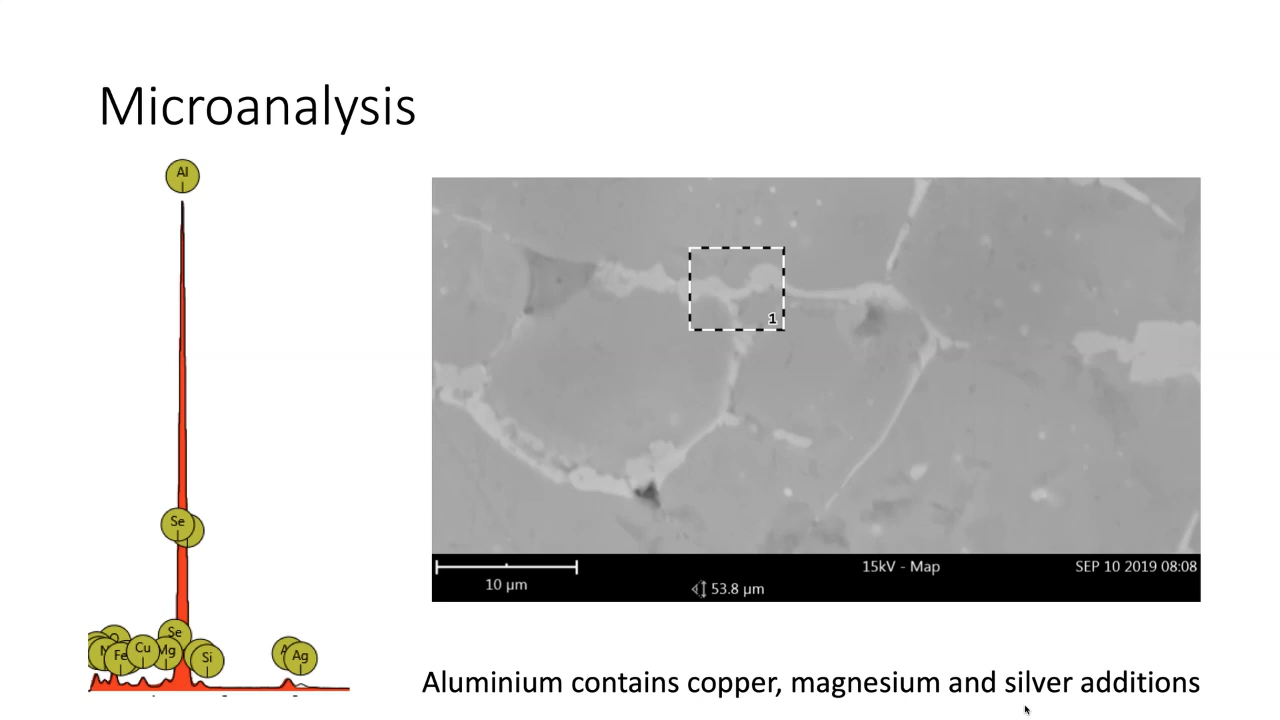 Microanalysis
Al
Se
Se
Cu
Mg
Fe
Si
Ag
1
10 µm
53.8 µm
15kV - Map
SEP 10 2019 08:08
Aluminium contains copper, magnesium and silver additions